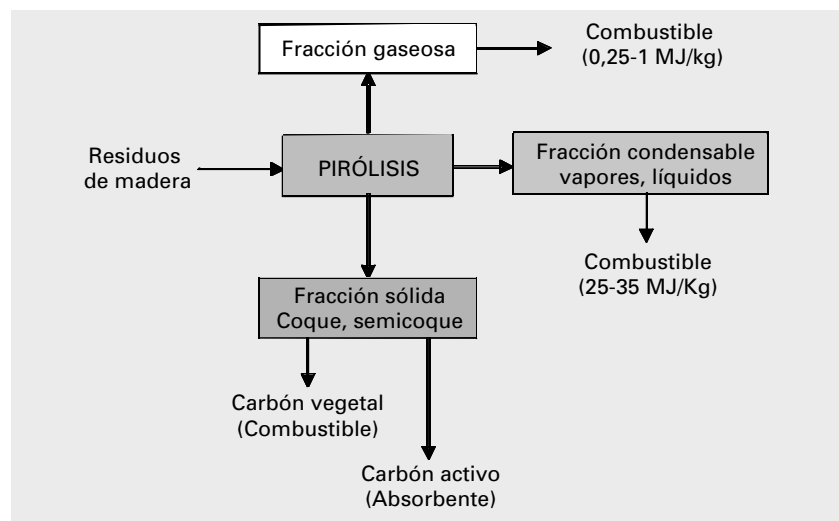 Fracción gaseosa
Combustible
(0,25-1 MJ/kg)
Residuos
de madera
PIRÓLISIS
Fracción condensable
vapores, líquidos
Combustible
(25-35 MJ/Kg)
Fracción sólida
Coque, semicoque
Carbón vegetal
(Combustible)
Carbón activo
(Absorbente)